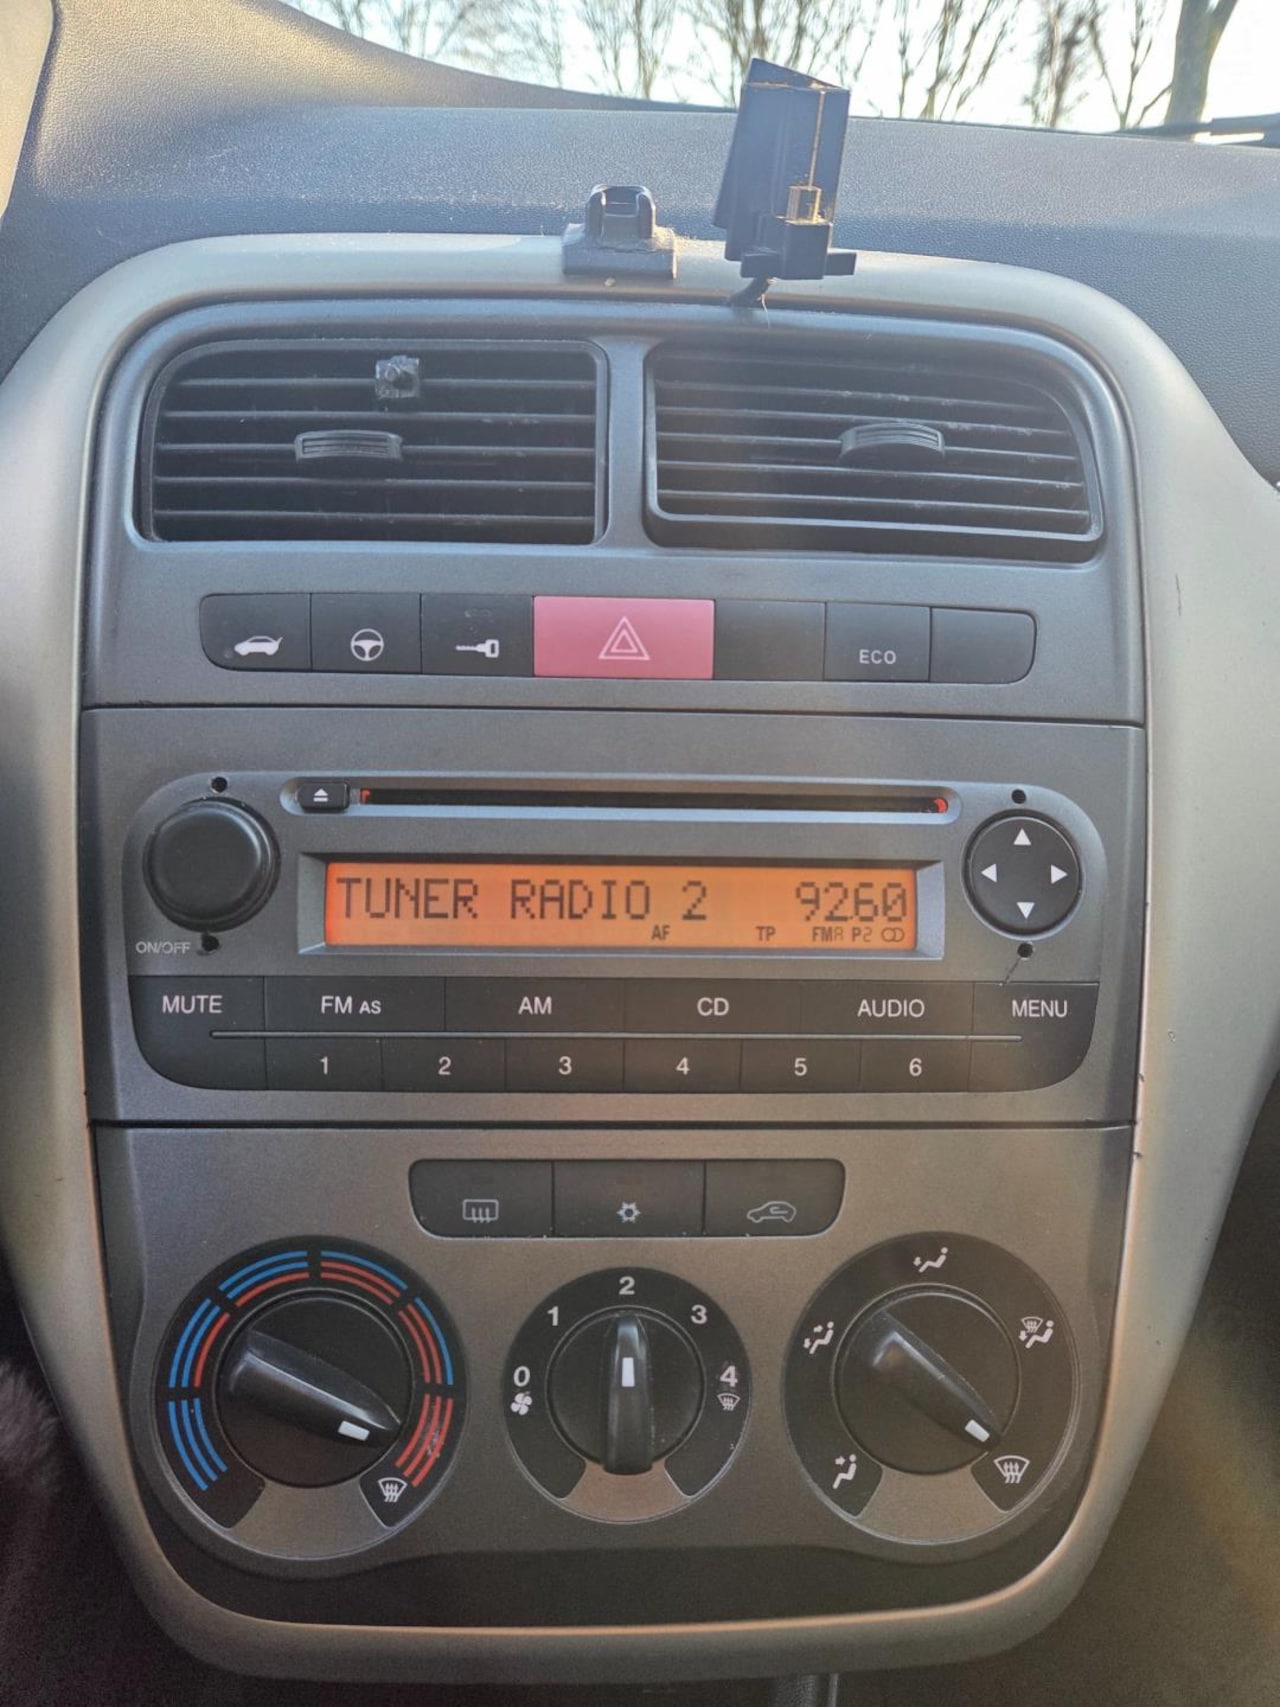 ECO
TUNER RADIO 2 9260
AF TP FMA P2
ON/OFF
MUTE FM AS AM CD AUDIO MENU
1 2 3 4 5 6
0 1 2 3 4